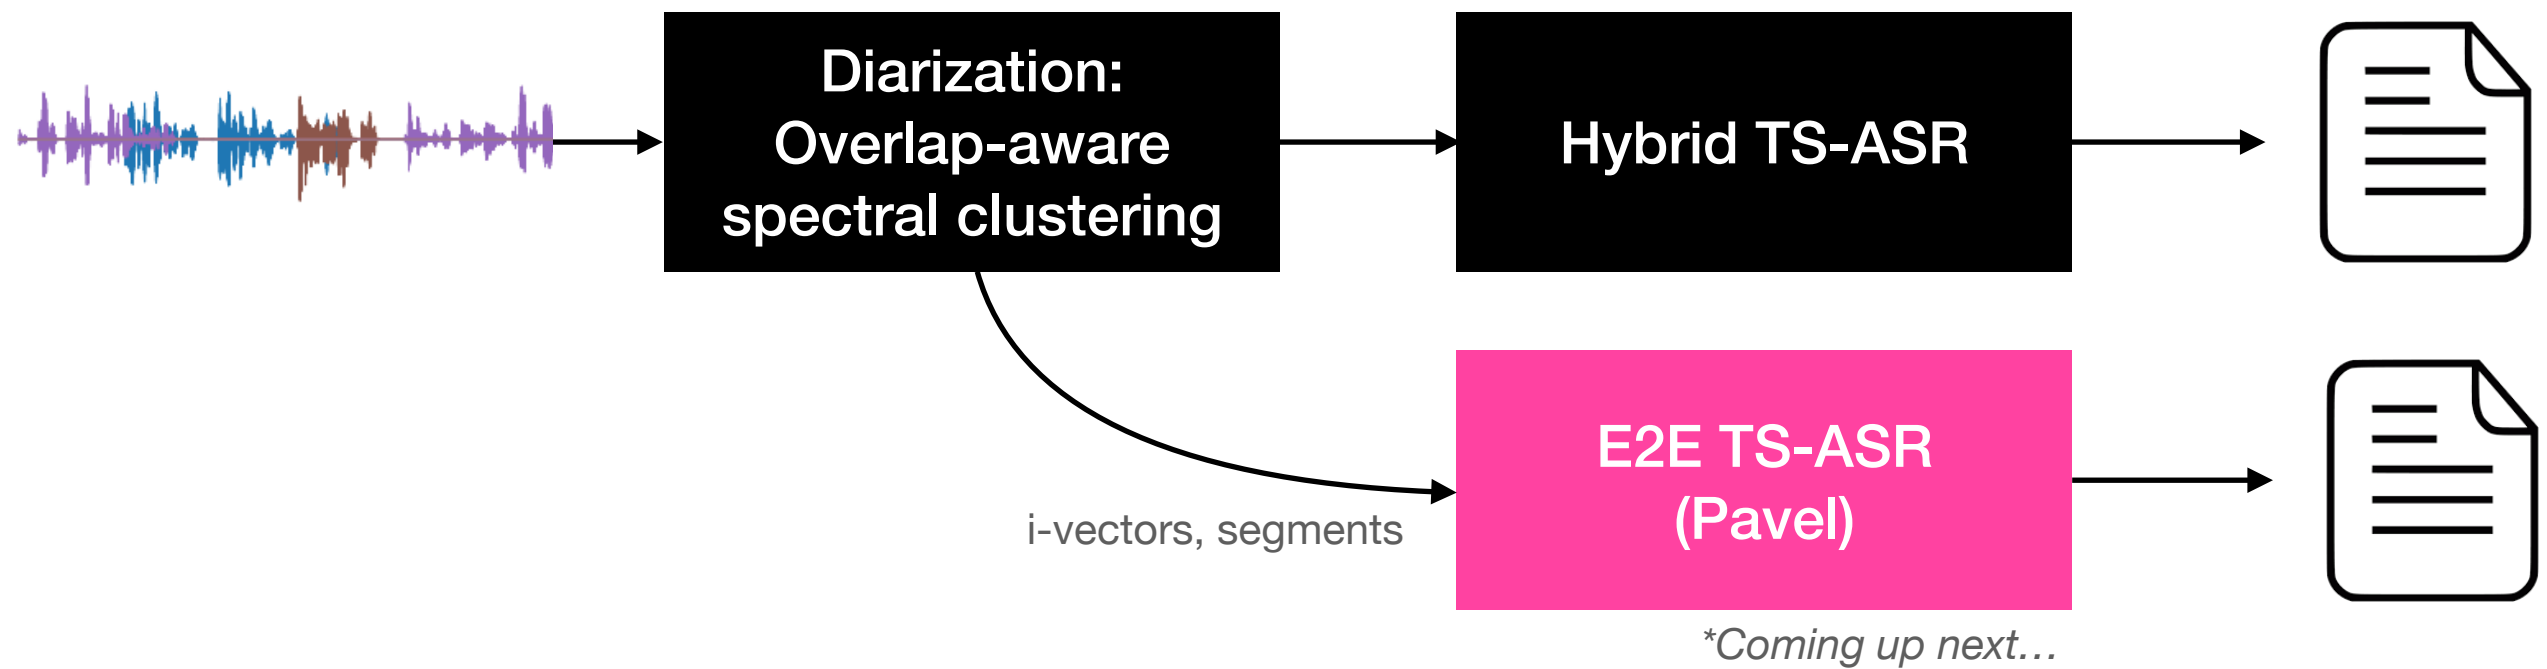 Diarization:
Overlap-aware
spectral clustering
Hybrid TS-ASR
E2E TS-ASR
(Pavel)
i-vectors, segments
*Coming up next…